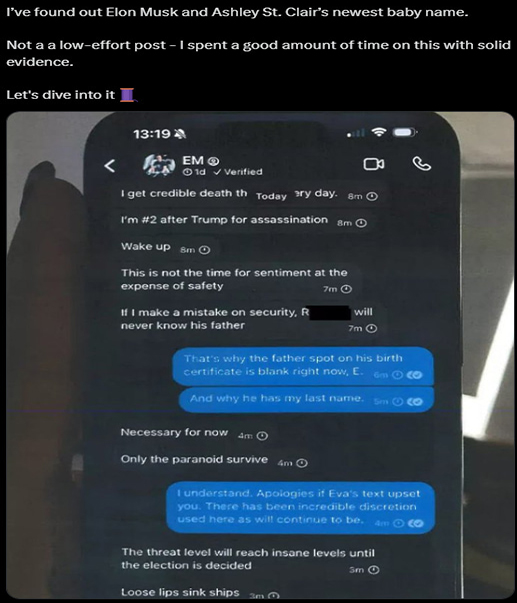 I've found out Elon Musk and Ashley St. Clair's newest baby name.
Not a a low-effort post - I spent a good amount of time on this with solid
evidence.
Let's dive into it
13:19
EM
1d Verified
I get credible death th Today ery day. 8m
I'm #2 after Trump for assassination 8m
Wake up 8m
This is not the time for sentiment at the
expense of safety 7m
If I make a mistake on security, R will
never know his father 7m
That's why the father spot on his birth
certificate is blank right now, E. 6m
And why he has my last name. 5m
Necessary for now 4m
Only the paranoid survive 4m
I understand. Apologies if Eva's text upset
you. There has been incredible discretion
used here as will continue to be. 4m
The threat level will reach insane levels until
the election is decided 3m
Loose lips sink ships 3m